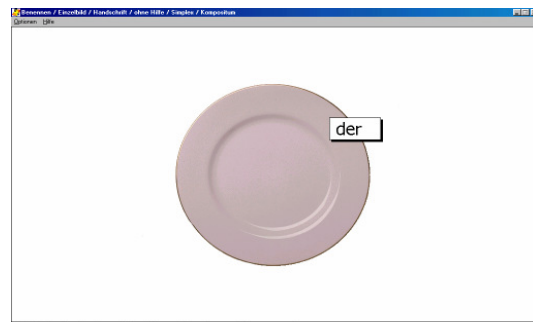 Benennen / Einzelbild / Handschrift / ohne Hilfe / Simplex / Kompositum
Optionen Hilfe
der